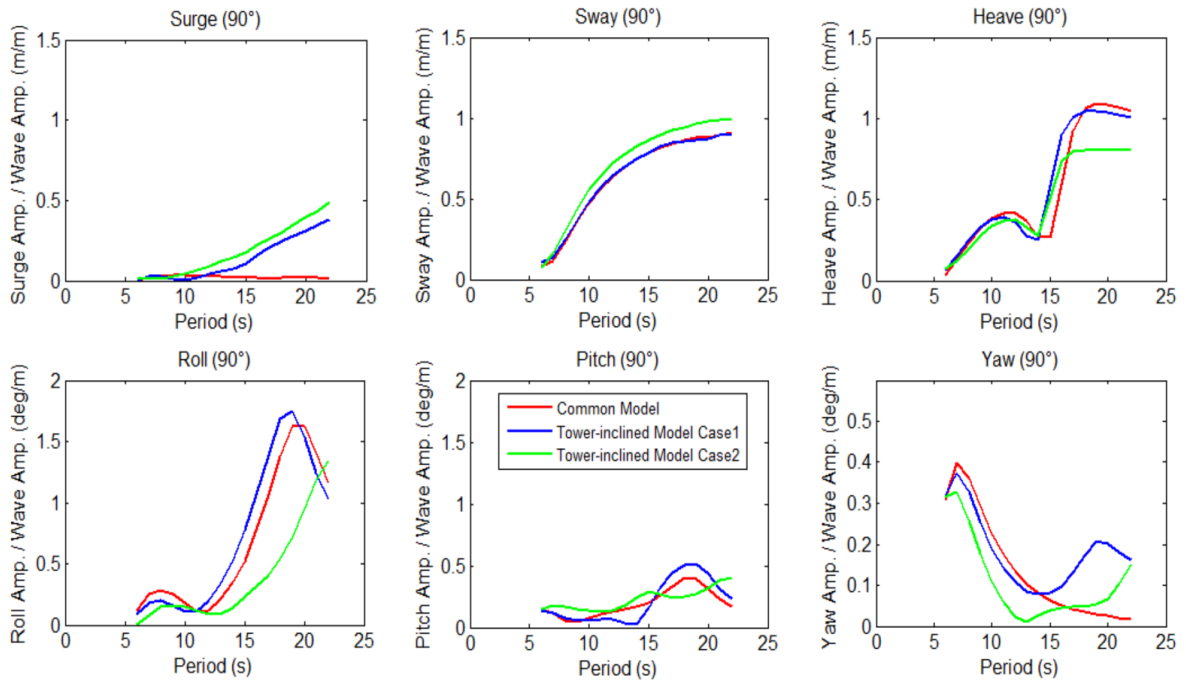 Surge (90°)
Surge Amp. / Wave Amp. (m/m)
1.5
1
0.5
0
0 5 10 15 20 25
Period (s)
Sway (90°)
Sway Amp. / Wave Amp. (m/m)
1.5
1
0.5
0
0 5 10 15 20 25
Period (s)
Heave (90°)
Heave Amp. / Wave Amp. (m/m)
1.5
1
0.5
0
0 5 10 15 20 25
Period (s)
Roll (90°)
Roll Amp. / Wave Amp. (deg/m)
2
1.5
1
0.5
0
0 5 10 15 20 25
Period (s)
Pitch (90°)
Pitch Amp. / Wave Amp. (deg/m)
2
1.5
1
0.5
0
0 5 10 15 20 25
Period (s)
Common Model
Tower-inclined Model Case1
Tower-inclined Model Case2
Yaw (90°)
Yaw Amp. / Wave Amp. (deg/m)
0.5
0.4
0.3
0.2
0.1
0
0 5 10 15 20 25
Period (s)